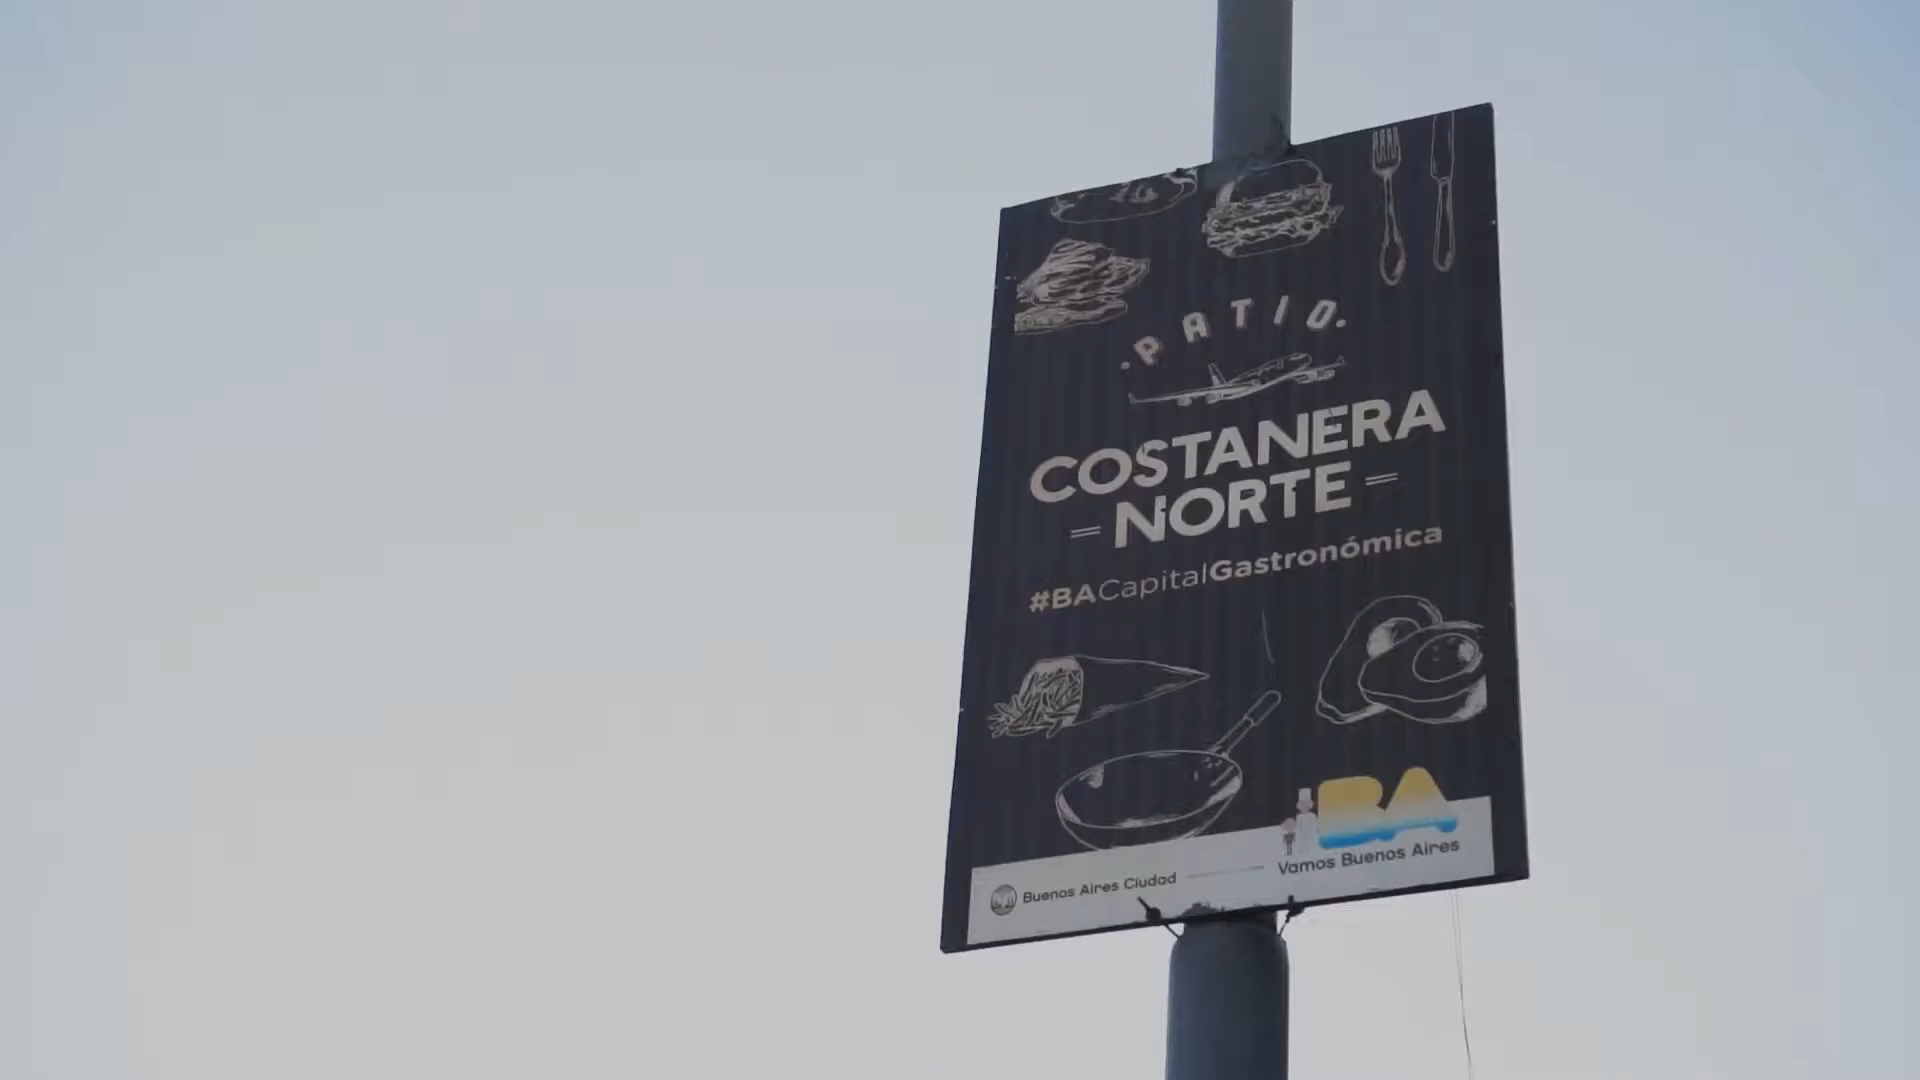 . PATIO .
COSTANERA
= NORTE =
#BACapitalGastronómica
BA
Buenos Aires Ciudad
Vamos Buenos Aires